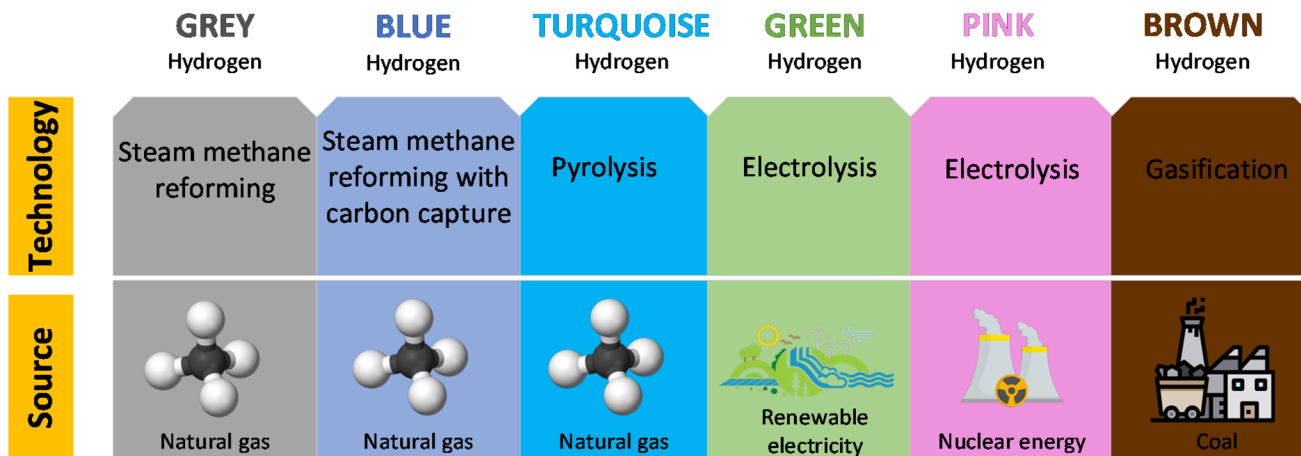 GREY
Hydrogen
BLUE
Hydrogen
TURQUOISE
Hydrogen
GREEN
Hydrogen
PINK
Hydrogen
BROWN
Hydrogen
Technology
Steam methane
reforming
Steam methane
reforming with
carbon capture
Pyrolysis
Electrolysis
Electrolysis
Gasification
Source
Natural gas
Natural gas
Natural gas
Renewable
electricity
Nuclear energy
Coal